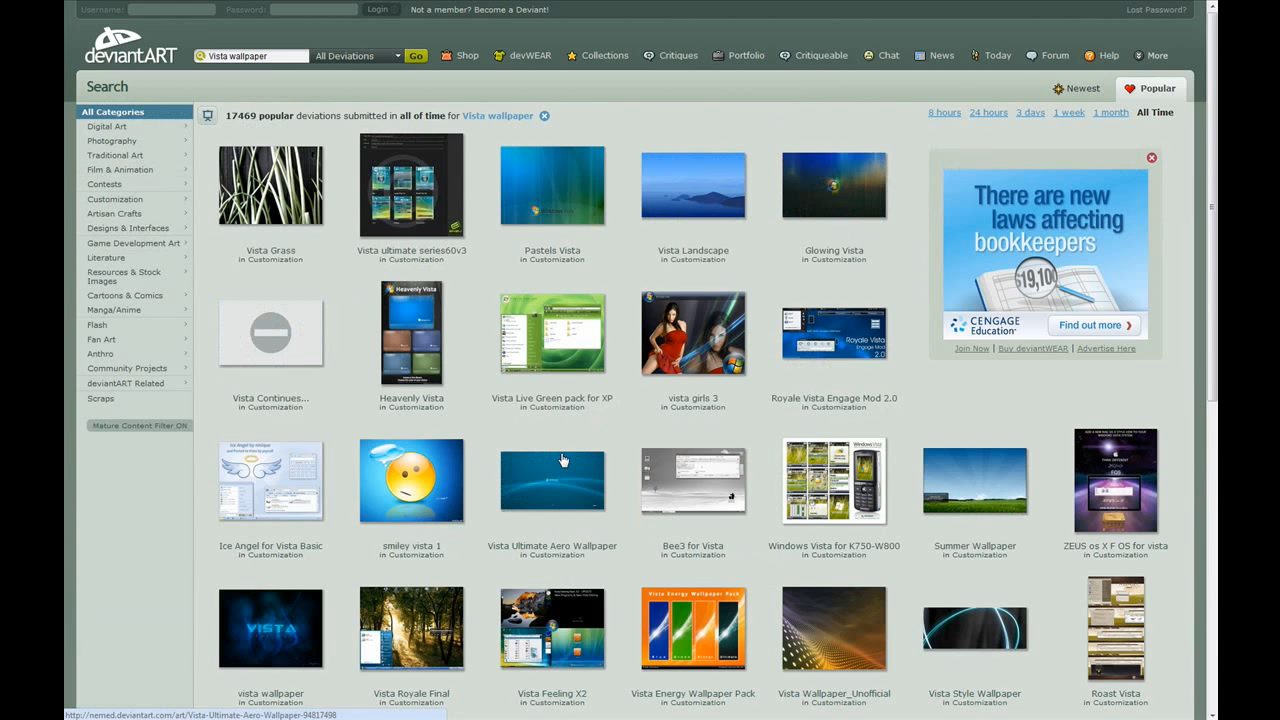 Username:
Password:
Login
Not a member? Become a Deviant!
Lost Password?
deviantART
Vista wallpaper
All Deviations
Go
Shop
devWEAR
Collections
Critiques
Portfolio
Critiqueable
Chat
News
Today
Forum
Help
More
Search
Newest
Popular
All Categories
Digital Art
Photography
Traditional Art
Film & Animation
Contests
Customization
Artisan Crafts
Designs & Interfaces
Game Development Art
Literature
Resources & Stock
Images
Cartoons & Comics
Manga/Anime
Flash
Fan Art
Anthro
Community Projects
deviantART Related
Scraps
Mature Content Filter ON
17469 popular deviations submitted in all of time for Vista wallpaper
8 hours
24 hours
3 days
1 week
1 month
All Time
Vista Grass
in Customization
Vista ultimate series60v3
in Customization
Pastels Vista
in Customization
Vista Landscape
in Customization
Glowing Vista
in Customization
There are new
laws affecting
bookkeepers
$19,100
CENGAGE
Education
Find out more
Join Now | Buy deviantWEAR | Advertise Here
Vista Continues...
in Customization
Heavenly Vista
Heavenly Vista
in Customization
Vista Live Green pack for XP
in Customization
vista girls 3
in Customization
Royale Vista
Engage Mod
2.0
Royale Vista Engage Mod 2.0
in Customization
Ice Angel for Vista Basic
in Customization
smiley vista 1
in Customization
Vista Ultimate Aero Wallpaper
in Customization
Bee3 for Vista
in Customization
Windows Vista
Windows Vista for K750-W800
in Customization
Summer Wallpaper
in Customization
ZEUS os X F OS for vista
in Customization
VISTA
vista wallpaper
in Customization
Vista Royale Final
in Customization
Vista Feeling X2
in Customization
Vista Energy Wallpaper Pack
Vista Energy Wallpaper Pack
in Customization
Vista Wallpaper_Unofficial
in Customization
Vista Style Wallpaper
in Customization
Roast Vista
in Customization
http://nemed.deviantart.com/art/Vista-Ultimate-Aero-Wallpaper-94817498